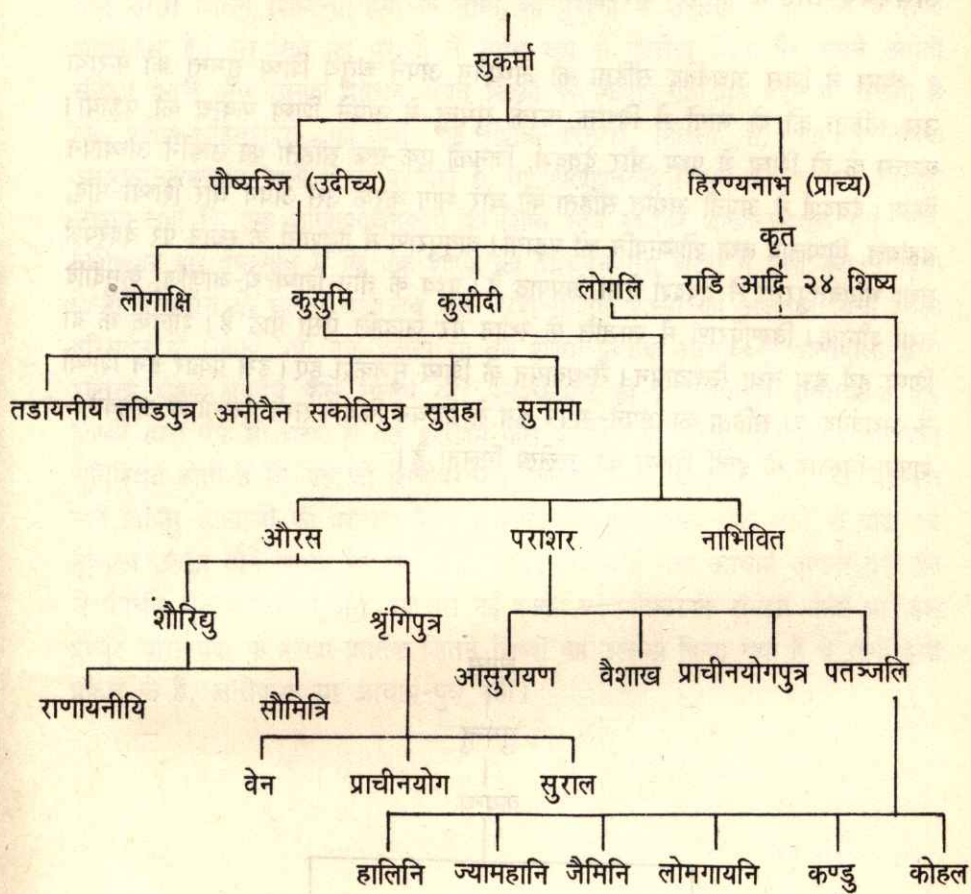 सुकर्मा
पौष्यञ्जि (उदीच्य) हिरण्यनाभ (प्राच्य)
कृत
लोगाक्षि कुसुमि कुसीदी लोगलि राडि आद्रि २४ शिष्य
तडायनीय तण्डिपुत्र अनीवैन सकोतिपुत्र सुसहा सुनामा
औरस पराशर नाभिवित
शौरिद्यु श्रृंगिपुत्र
आसुरायण वैशाख प्राचीनयोगपुत्र पतञ्जलि
राणायनीयि सौमित्रि
वेन प्राचीनयोग सुराल
हालिनि ज्यामहानि जैमिनि लोमगायनि कण्डु कोहल